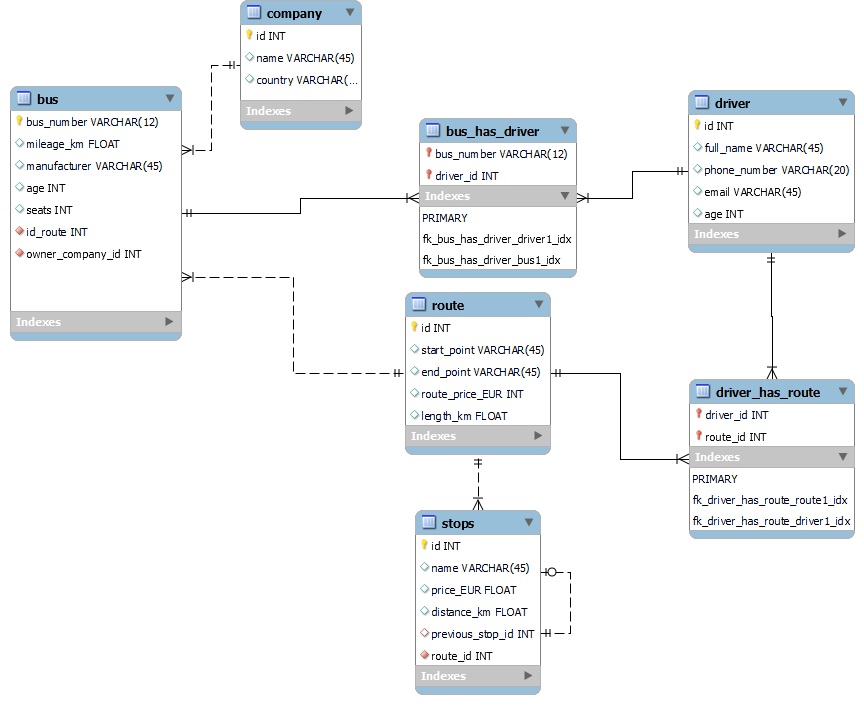 company
id INT
name VARCHAR(45)
country VARCHAR(...
Indexes
bus
bus_number VARCHAR(12)
mileage_km FLOAT
manufacturer VARCHAR(45)
age INT
seats INT
id_route INT
owner_company_id INT
Indexes
bus_has_driver
bus_number VARCHAR(12)
driver_id INT
Indexes
PRIMARY
fk_bus_has_driver_driver1_idx
fk_bus_has_driver_bus1_idx
driver
id INT
full_name VARCHAR(45)
phone_number VARCHAR(20)
email VARCHAR(45)
age INT
Indexes
route
id INT
start_point VARCHAR(45)
end_point VARCHAR(45)
route_price_EUR INT
length_km FLOAT
Indexes
driver_has_route
driver_id INT
route_id INT
Indexes
PRIMARY
fk_driver_has_route_route1_idx
fk_driver_has_route_driver1_idx
stops
id INT
name VARCHAR(45)
price_EUR FLOAT
distance_km FLOAT
previous_stop_id INT
route_id INT
Indexes